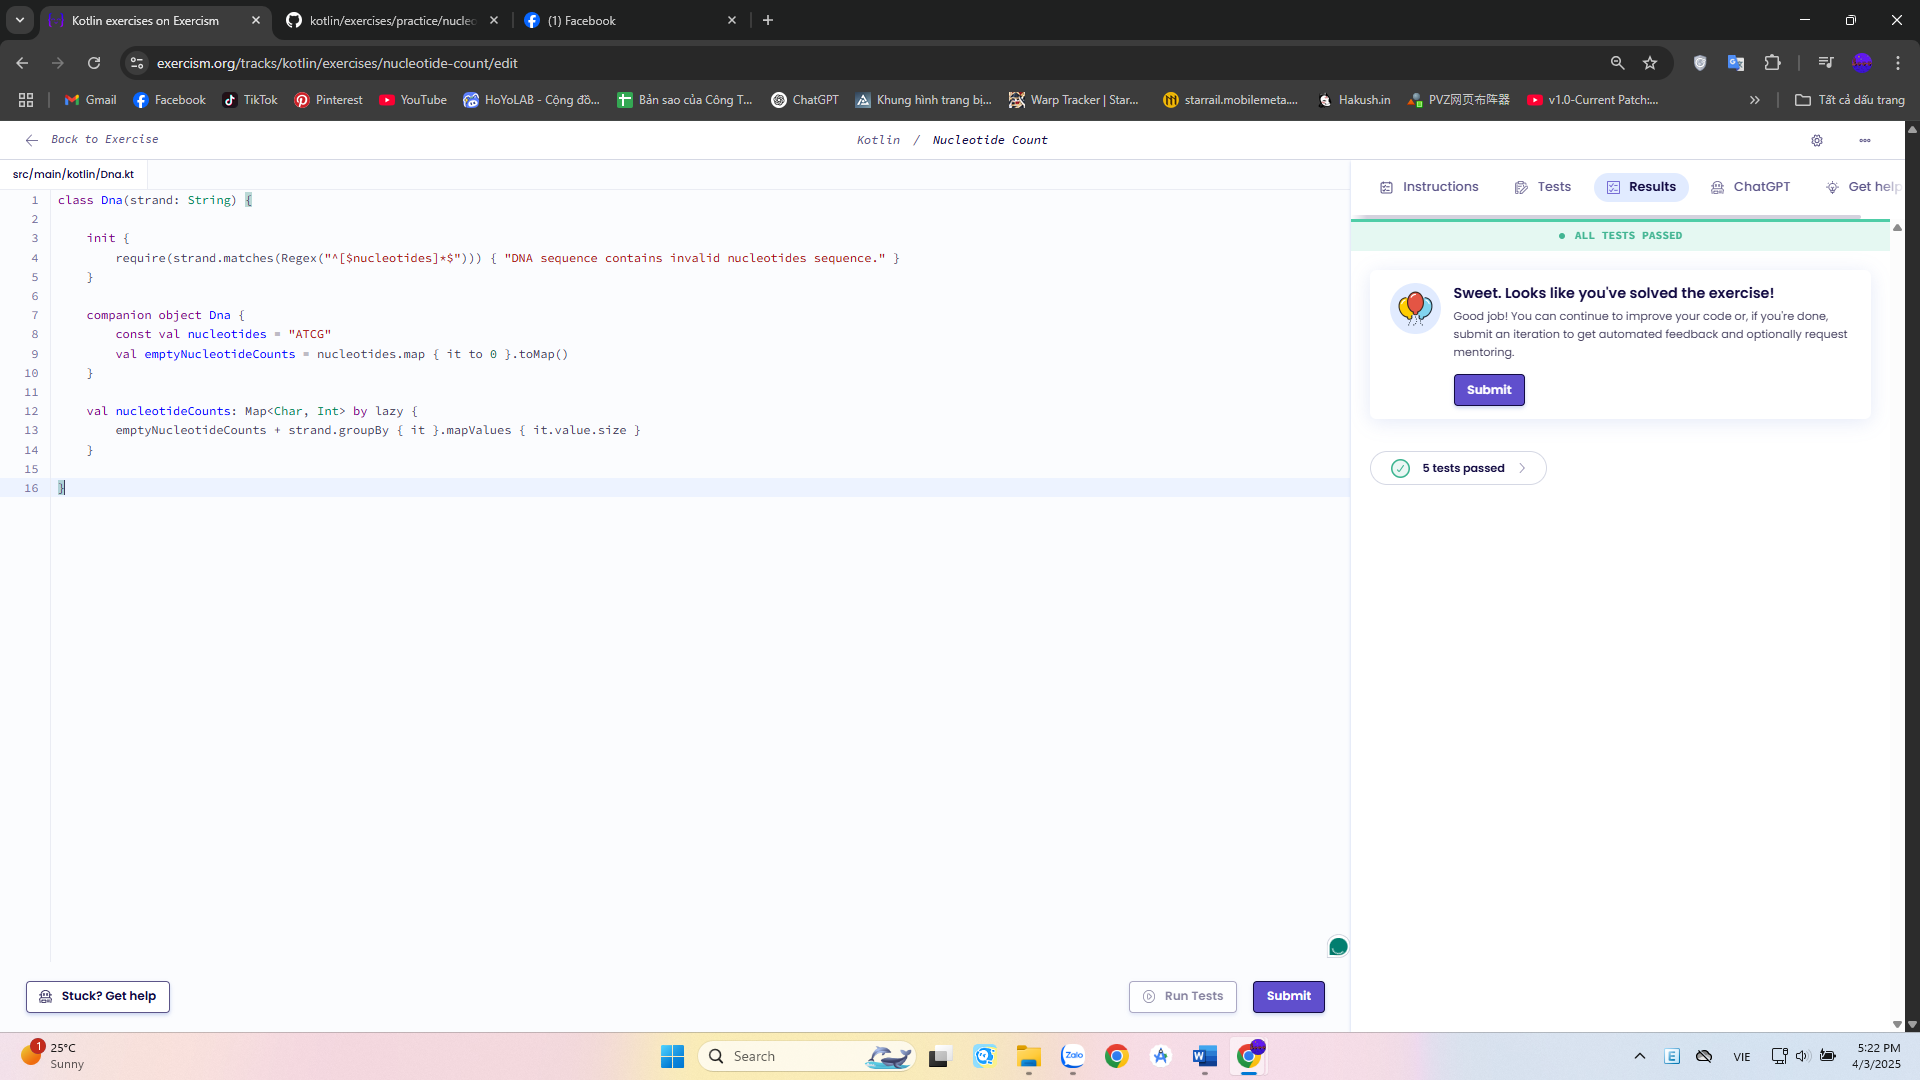 Kotlin exercises on Exercism
kotlin/exercises/practice/nucleo
(1) Facebook
exercism.org/tracks/kotlin/exercises/nucleotide-count/edit
Gmail
Facebook
TikTok
Pinterest
YouTube
HoYoLAB - Cộng đồ...
Bản sao của Công T...
ChatGPT
Khung hình trang bị...
Warp Tracker | Star...
starrail.mobilemeta....
Hakush.in
PVZ网页布阵器
v1.0-Current Patch:...
Tất cả dấu trang
Back to Exercise
Kotlin / Nucleotide Count
src/main/kotlin/Dna.kt
Instructions
Tests
Results
ChatGPT
Get help
1 class Dna(strand: String) {
2
3 init {
4 require(strand.matches(Regex("^[$nucleotides]*$"))) { "DNA sequence contains invalid nucleotides sequence." }
5 }
6
7 companion object Dna {
8 const val nucleotides = "ATCG"
9 val emptyNucleotideCounts = nucleotides.map { it to 0 }.toMap()
10 }
11
12 val nucleotideCounts: Map<Char, Int> by lazy {
13 emptyNucleotideCounts + strand.groupBy { it }.mapValues { it.value.size }
14 }
15
16 }
ALL TESTS PASSED
Sweet. Looks like you've solved the exercise!
Good job! You can continue to improve your code or, if you're done,
submit an iteration to get automated feedback and optionally request
mentoring.
Submit
5 tests passed
Stuck? Get help
Run Tests
Submit
1
25°C
Sunny
Search
Zalo
W
E
VIE
5:22 PM
4/3/2025